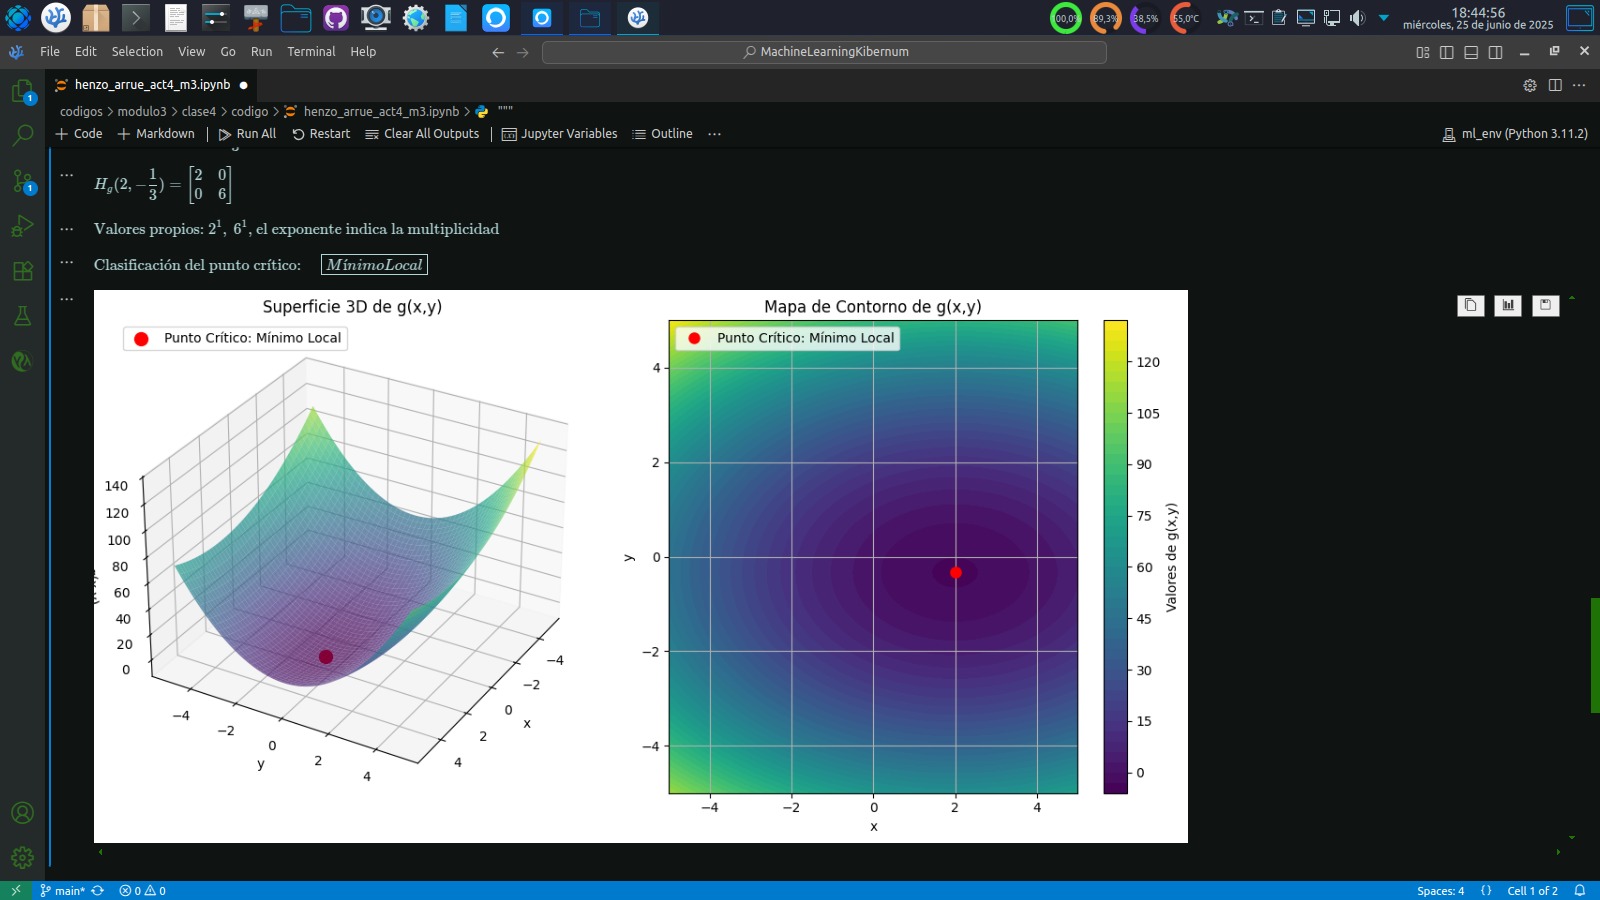 00,0% 89,3% 38,5% 55,0°C
18:44:56
miércoles, 25 de junio de 2025
File Edit Selection View Go Run Terminal Help
MachineLearningKibernum
henzo_arrue_act4_m3.ipynb
codigos > modulo3 > clase4 > codigo > henzo_arrue_act4_m3.ipynb > """
+ Code + Markdown Run All Restart Clear All Outputs Jupyter Variables Outline ...
ml_env (Python 3.11.2)
H_g(2, -1/3) = [2 0; 0 6]
Valores propios: 2^1, 6^1, el exponente indica la multiplicidad
Clasificación del punto crítico: MínimoLocal
Superficie 3D de g(x,y)
Punto Crítico: Mínimo Local
140
120
100
80
60
40
20
0
−4
−2
0
2
4
y
−4
−2
0
2
4
x
Mapa de Contorno de g(x,y)
Punto Crítico: Mínimo Local
4
2
0
−2
−4
y
−4 −2 0 2 4
x
120
105
90
75
60
45
30
15
0
Valores de g(x,y)
1
1
main* 0 0
Spaces: 4 {} Cell 1 of 2